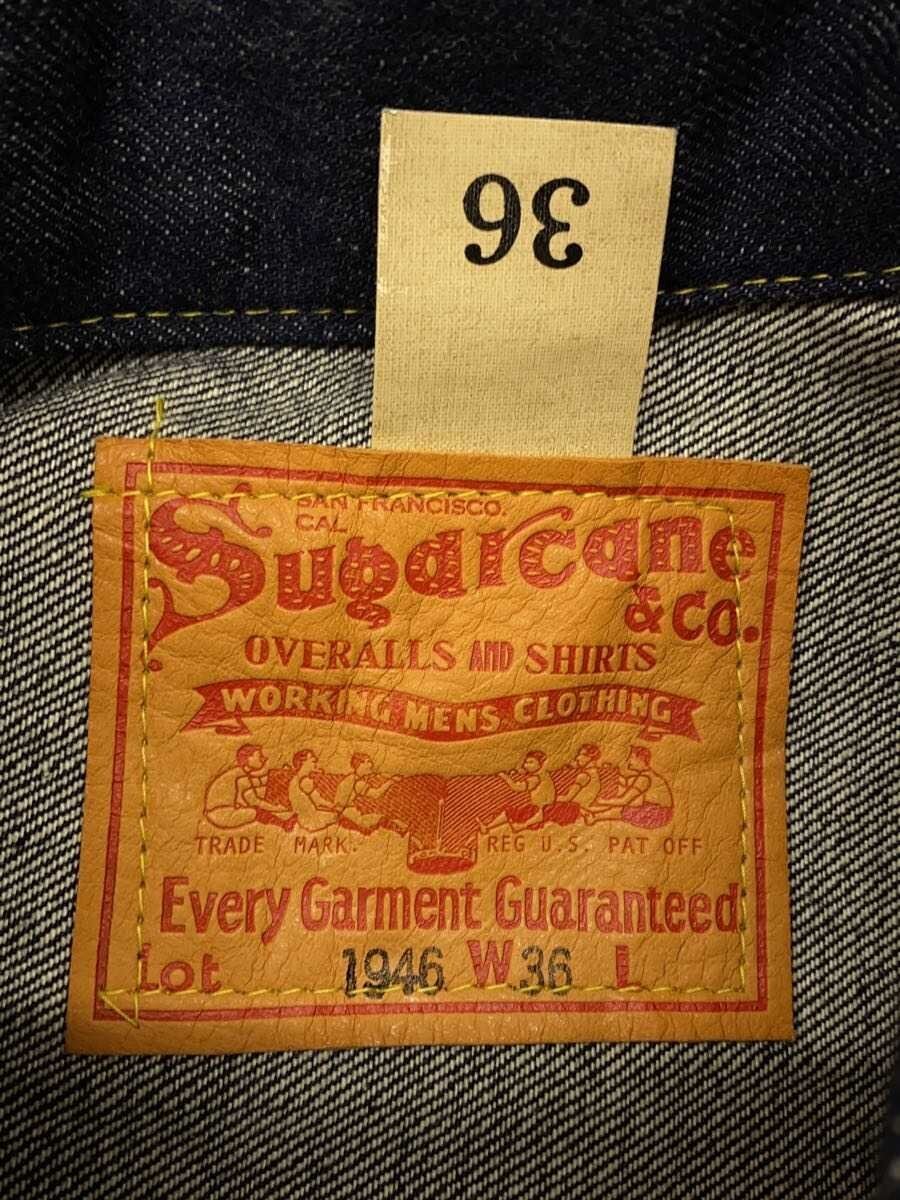 36
SAN FRANCISCO.
CAL
Sugarcane
& CO.
OVERALLS AND SHIRTS
WORKING MENS CLOTHING
TRADE MARK. REG U.S. PAT OFF
Every Garment Guaranteed
Lot 1946 W 36 L